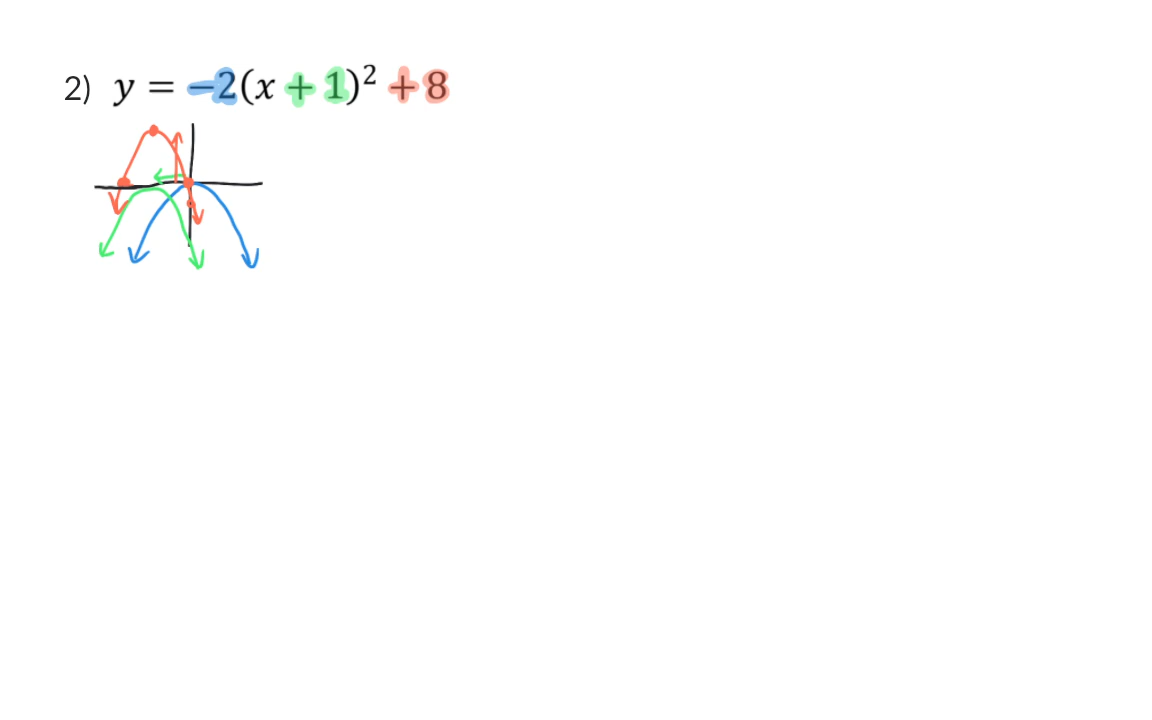 2) y = −2(x + 1)² + 8